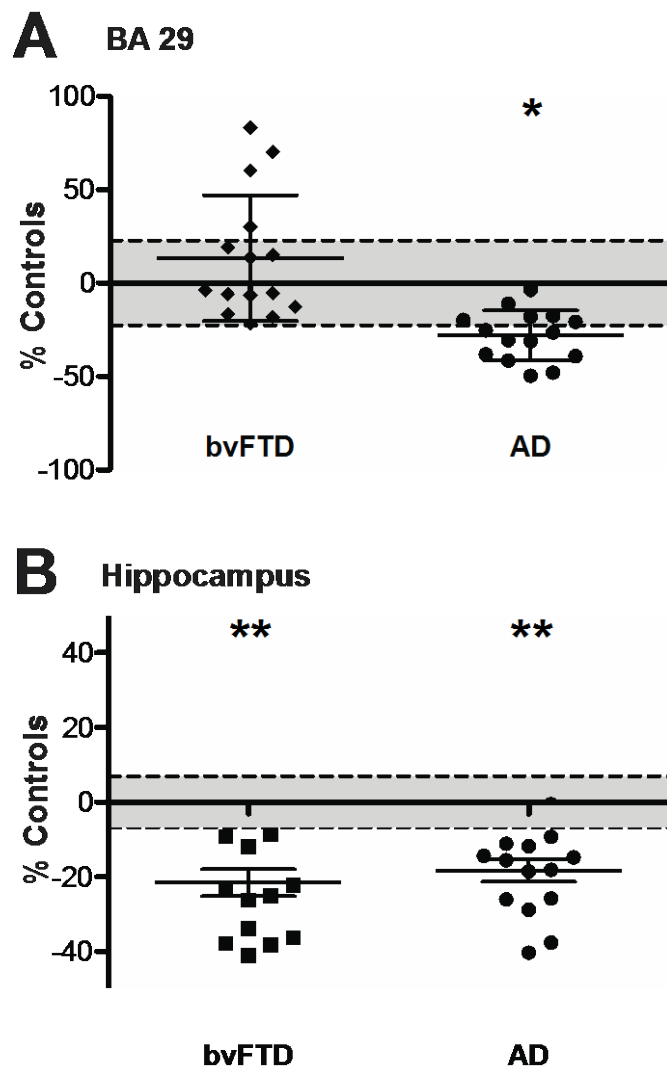 A BA 29
100
*
50
0
-50
-100
% Controls
bvFTD AD
B Hippocampus
** **
40
20
0
-20
-40
% Controls
bvFTD AD